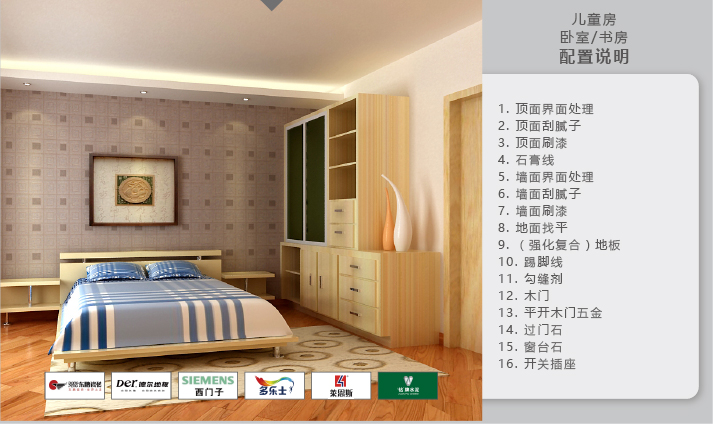 儿童房
卧室/书房
配置说明
1. 顶面界面处理
2. 顶面刮腻子
3. 顶面刷漆
4. 石膏线
5. 墙面界面处理
6. 墙面刮腻子
7. 墙面刷漆
8. 地面找平
9.（强化复合）地板
10. 踢脚线
11. 勾缝剂
12. 木门
13. 平开木门五金
14. 过门石
15. 窗台石
16. 开关插座
Der 德尔地板
SIEMENS
西门子
多乐士
莱恩斯